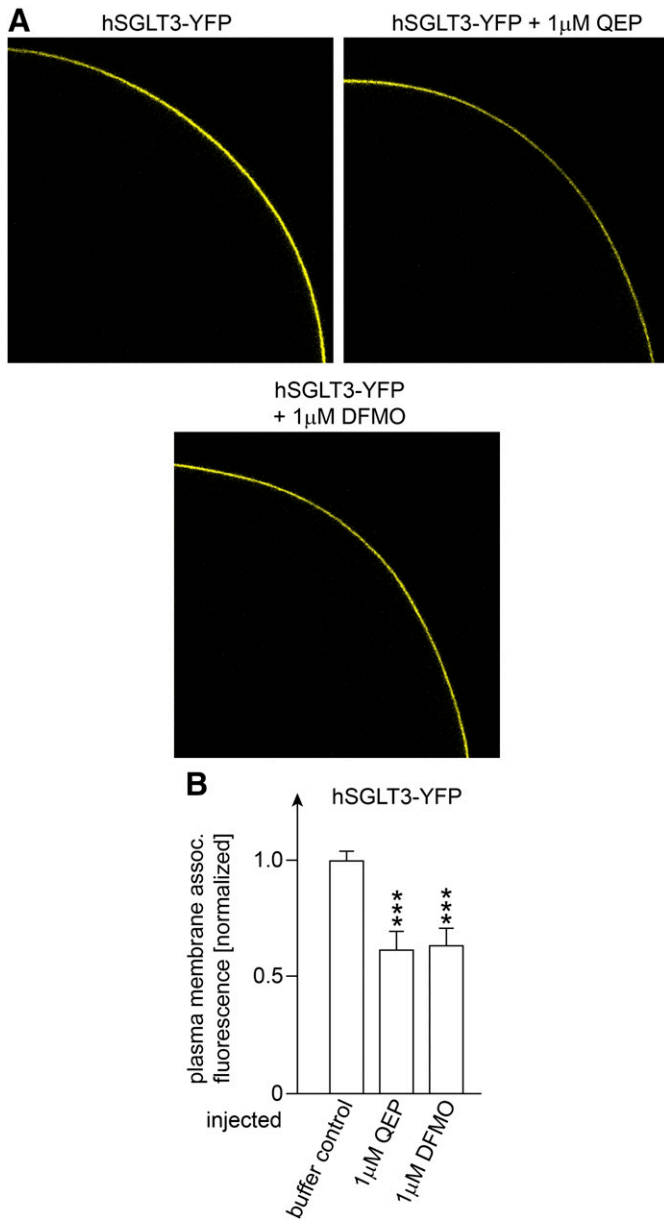 A
hSGLT3-YFP
hSGLT3-YFP + 1μM QEP
hSGLT3-YFP
+ 1μM DFMO
B
hSGLT3-YFP
plasma membrane assoc.
fluorescence [normalized]
1.0
0.5
0
***
***
injected
buffer control
1μM QEP
1μM DFMO